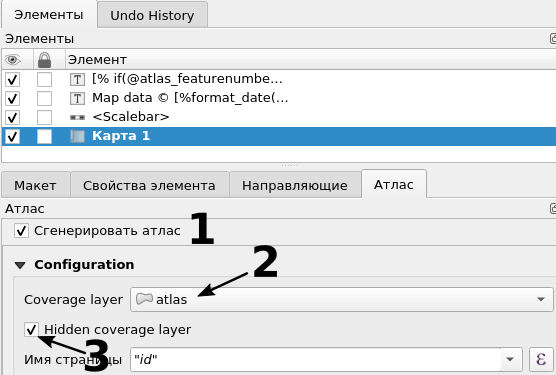 Элементы Undo History
Элементы
Элемент
[% if(@atlas_featurenumbe...
Map data © [%format_date(...
<Scalebar>
Карта 1
Макет Свойства элемента Направляющие Атлас
Атлас
Сгенерировать атлас 1
Configuration 2
Coverage layer atlas
Hidden coverage layer
3
Имя страницы "id" ε